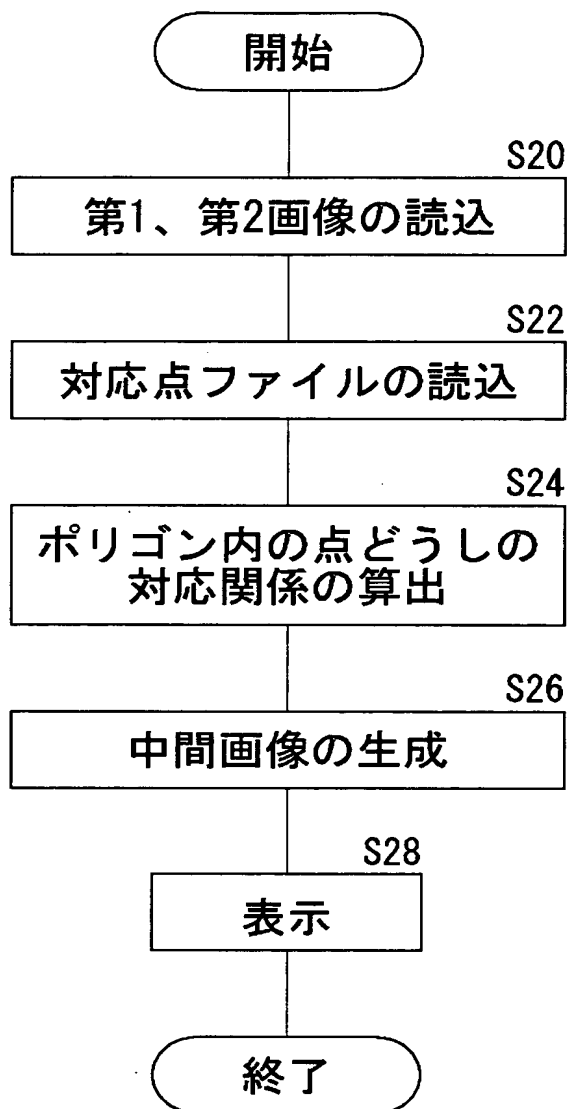 開始
S20
第1、第2画像の読込
S22
対応点ファイルの読込
S24
ポリゴン内の点どうしの
対応関係の算出
S26
中間画像の生成
S28
表示
終了